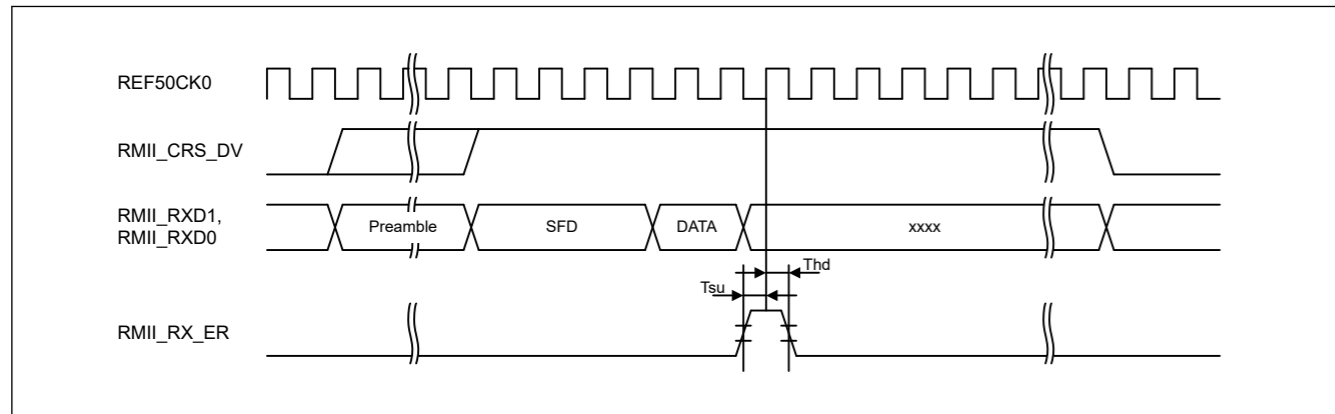 REF50CK0
RMII_CRS_DV
RMII_RXD1,
RMII_RXD0
Preamble
SFD
DATA
xxxx
Thd
Tsu
RMII_RX_ER